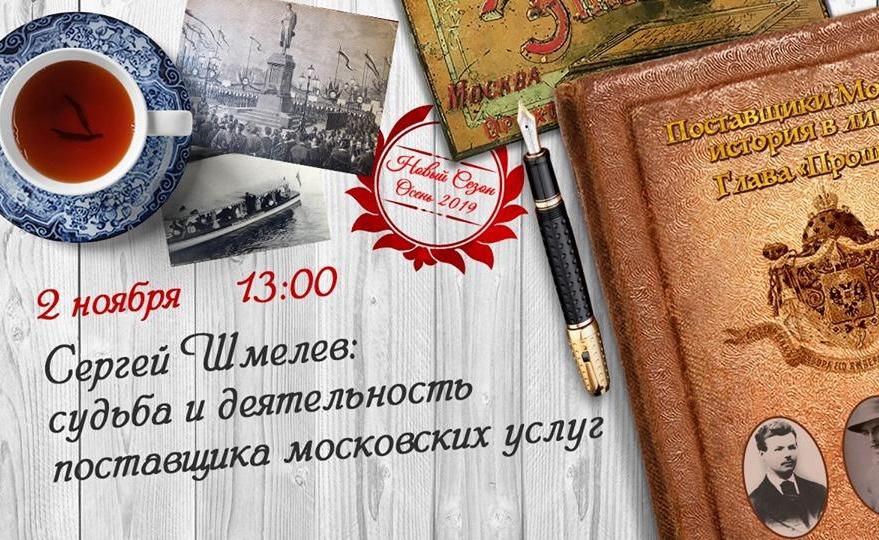 Москва
Новый Сезон
Осень 2019
Поставщики Мо
история в ли
Глава «Прош
2 ноября 13:00
Сергей Шмелев:
судьба и деятельность
поставщика московских услуг